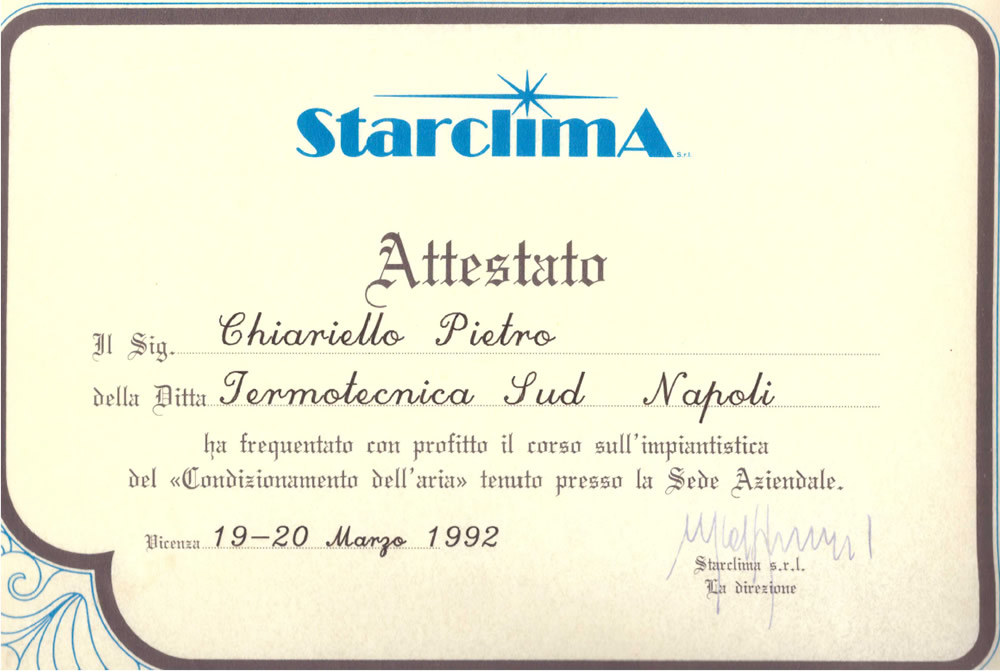 StarclimA S.r.l.
Attestato
Il Sig. Chiariello Pietro
della Ditta Termotecnica Sud Napoli
ha frequentato con profitto il corso sull'impiantistica
del «Condizionamento dell'aria» tenuto presso la Sede Aziendale.
Vicenza 19-20 Marzo 1992
Starclima s.r.l.
La direzione